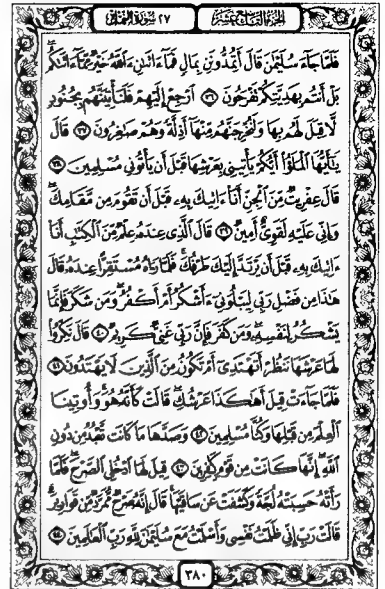 الجزء التاسع عشر ٢٧ سورة النمل
فَلَمَّا جَآءَ سُلَيْمَٰنَ قَالَ أَتُمِدُّونَنِ بِمَالٍ فَمَآ ءَاتَىٰنِۦَ ٱللَّهُ خَيْرٌ مِّمَّآ ءَاتَىٰكُم
بَلْ أَنتُم بِهَدِيَّتِكُمْ تَفْرَحُونَ ٣٦ ٱرْجِعْ إِلَيْهِمْ فَلَنَأْتِيَنَّهُم بِجُنُودٍ
لَّا قِبَلَ لَهُم بِهَا وَلَنُخْرِجَنَّهُم مِّنْهَآ أَذِلَّةً وَهُمْ صَٰغِرُونَ ٣٧ قَالَ
يَٰٓأَيُّهَا ٱلْمَلَؤُا۟ أَيُّكُمْ يَأْتِينِى بِعَرْشِهَا قَبْلَ أَن يَأْتُونِى مُسْلِمِينَ ٣٨
قَالَ عِفْرِيتٌ مِّنَ ٱلْجِنِّ أَنَا۠ ءَاتِيكَ بِهِۦ قَبْلَ أَن تَقُومَ مِن مَّقَامِكَ
وَإِنِّى عَلَيْهِ لَقَوِىٌّ أَمِينٌ ٣٩ قَالَ ٱلَّذِى عِندَهُۥ عِلْمٌ مِّنَ ٱلْكِتَٰبِ أَنَا۠
ءَاتِيكَ بِهِۦ قَبْلَ أَن يَرْتَدَّ إِلَيْكَ طَرْفُكَ فَلَمَّا رَءَاهُ مُسْتَقِرًّا عِندَهُۥ قَالَ
هَٰذَا مِن فَضْلِ رَبِّى لِيَبْلُوَنِىٓ ءَأَشْكُرُ أَمْ أَكْفُرُ وَمَن شَكَرَ فَإِنَّمَا
يَشْكُرُ لِنَفْسِهِۦ وَمَن كَفَرَ فَإِنَّ رَبِّى غَنِىٌّ كَرِيمٌ ٤٠ قَالَ نَكِّرُوا۟
لَهَا عَرْشَهَا نَنظُرْ أَتَهْتَدِىٓ أَمْ تَكُونُ مِنَ ٱلَّذِينَ لَا يَهْتَدُونَ ٤١
فَلَمَّا جَآءَتْ قِيلَ أَهَٰكَذَا عَرْشُكِ قَالَتْ كَأَنَّهُۥ هُوَ وَأُوتِينَا
ٱلْعِلْمَ مِن قَبْلِهَا وَكُنَّا مُسْلِمِينَ ٤٢ وَصَدَّهَا مَا كَانَت تَّعْبُدُ مِن دُونِ
ٱللَّهِ إِنَّهَا كَانَتْ مِن قَوْمٍ كَٰفِرِينَ ٤٣ قِيلَ لَهَا ٱدْخُلِى ٱلصَّرْحَ فَلَمَّا
رَأَتْهُ حَسِبَتْهُ لُجَّةً وَكَشَفَتْ عَن سَاقَيْهَا قَالَ إِنَّهُۥ صَرْحٌ مُّمَرَّدٌ مِّن قَوَارِيرَ
قَالَتْ رَبِّ إِنِّى ظَلَمْتُ نَفْسِى وَأَسْلَمْتُ مَعَ سُلَيْمَٰنَ لِلَّهِ رَبِّ ٱلْعَٰلَمِينَ ٤٤
٣٨٠